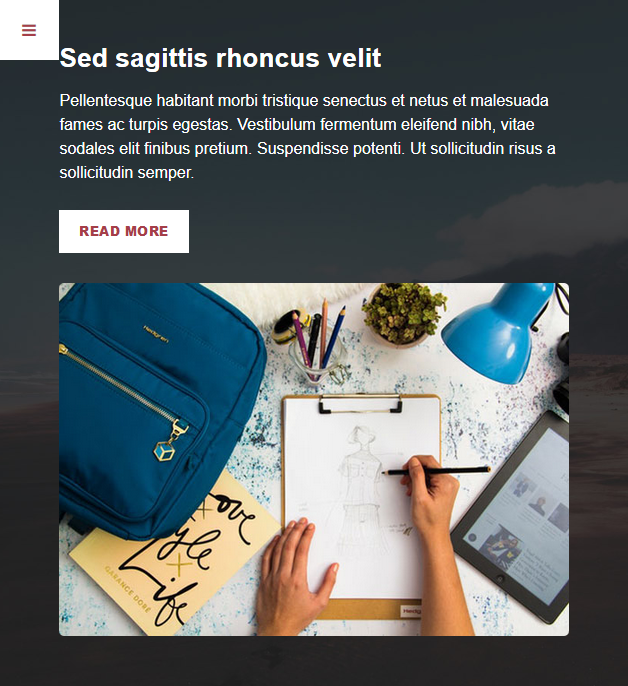 Sed sagittis rhoncus velit
Pellentesque habitant morbi tristique senectus et netus et malesuada
fames ac turpis egestas. Vestibulum fermentum eleifend nibh, vitae
sodales elit finibus pretium. Suspendisse potenti. Ut sollicitudin risus a
sollicitudin semper.
READ MORE
Hedgren
Love
Style
Life
GARANCE DORÉ
Hedgren